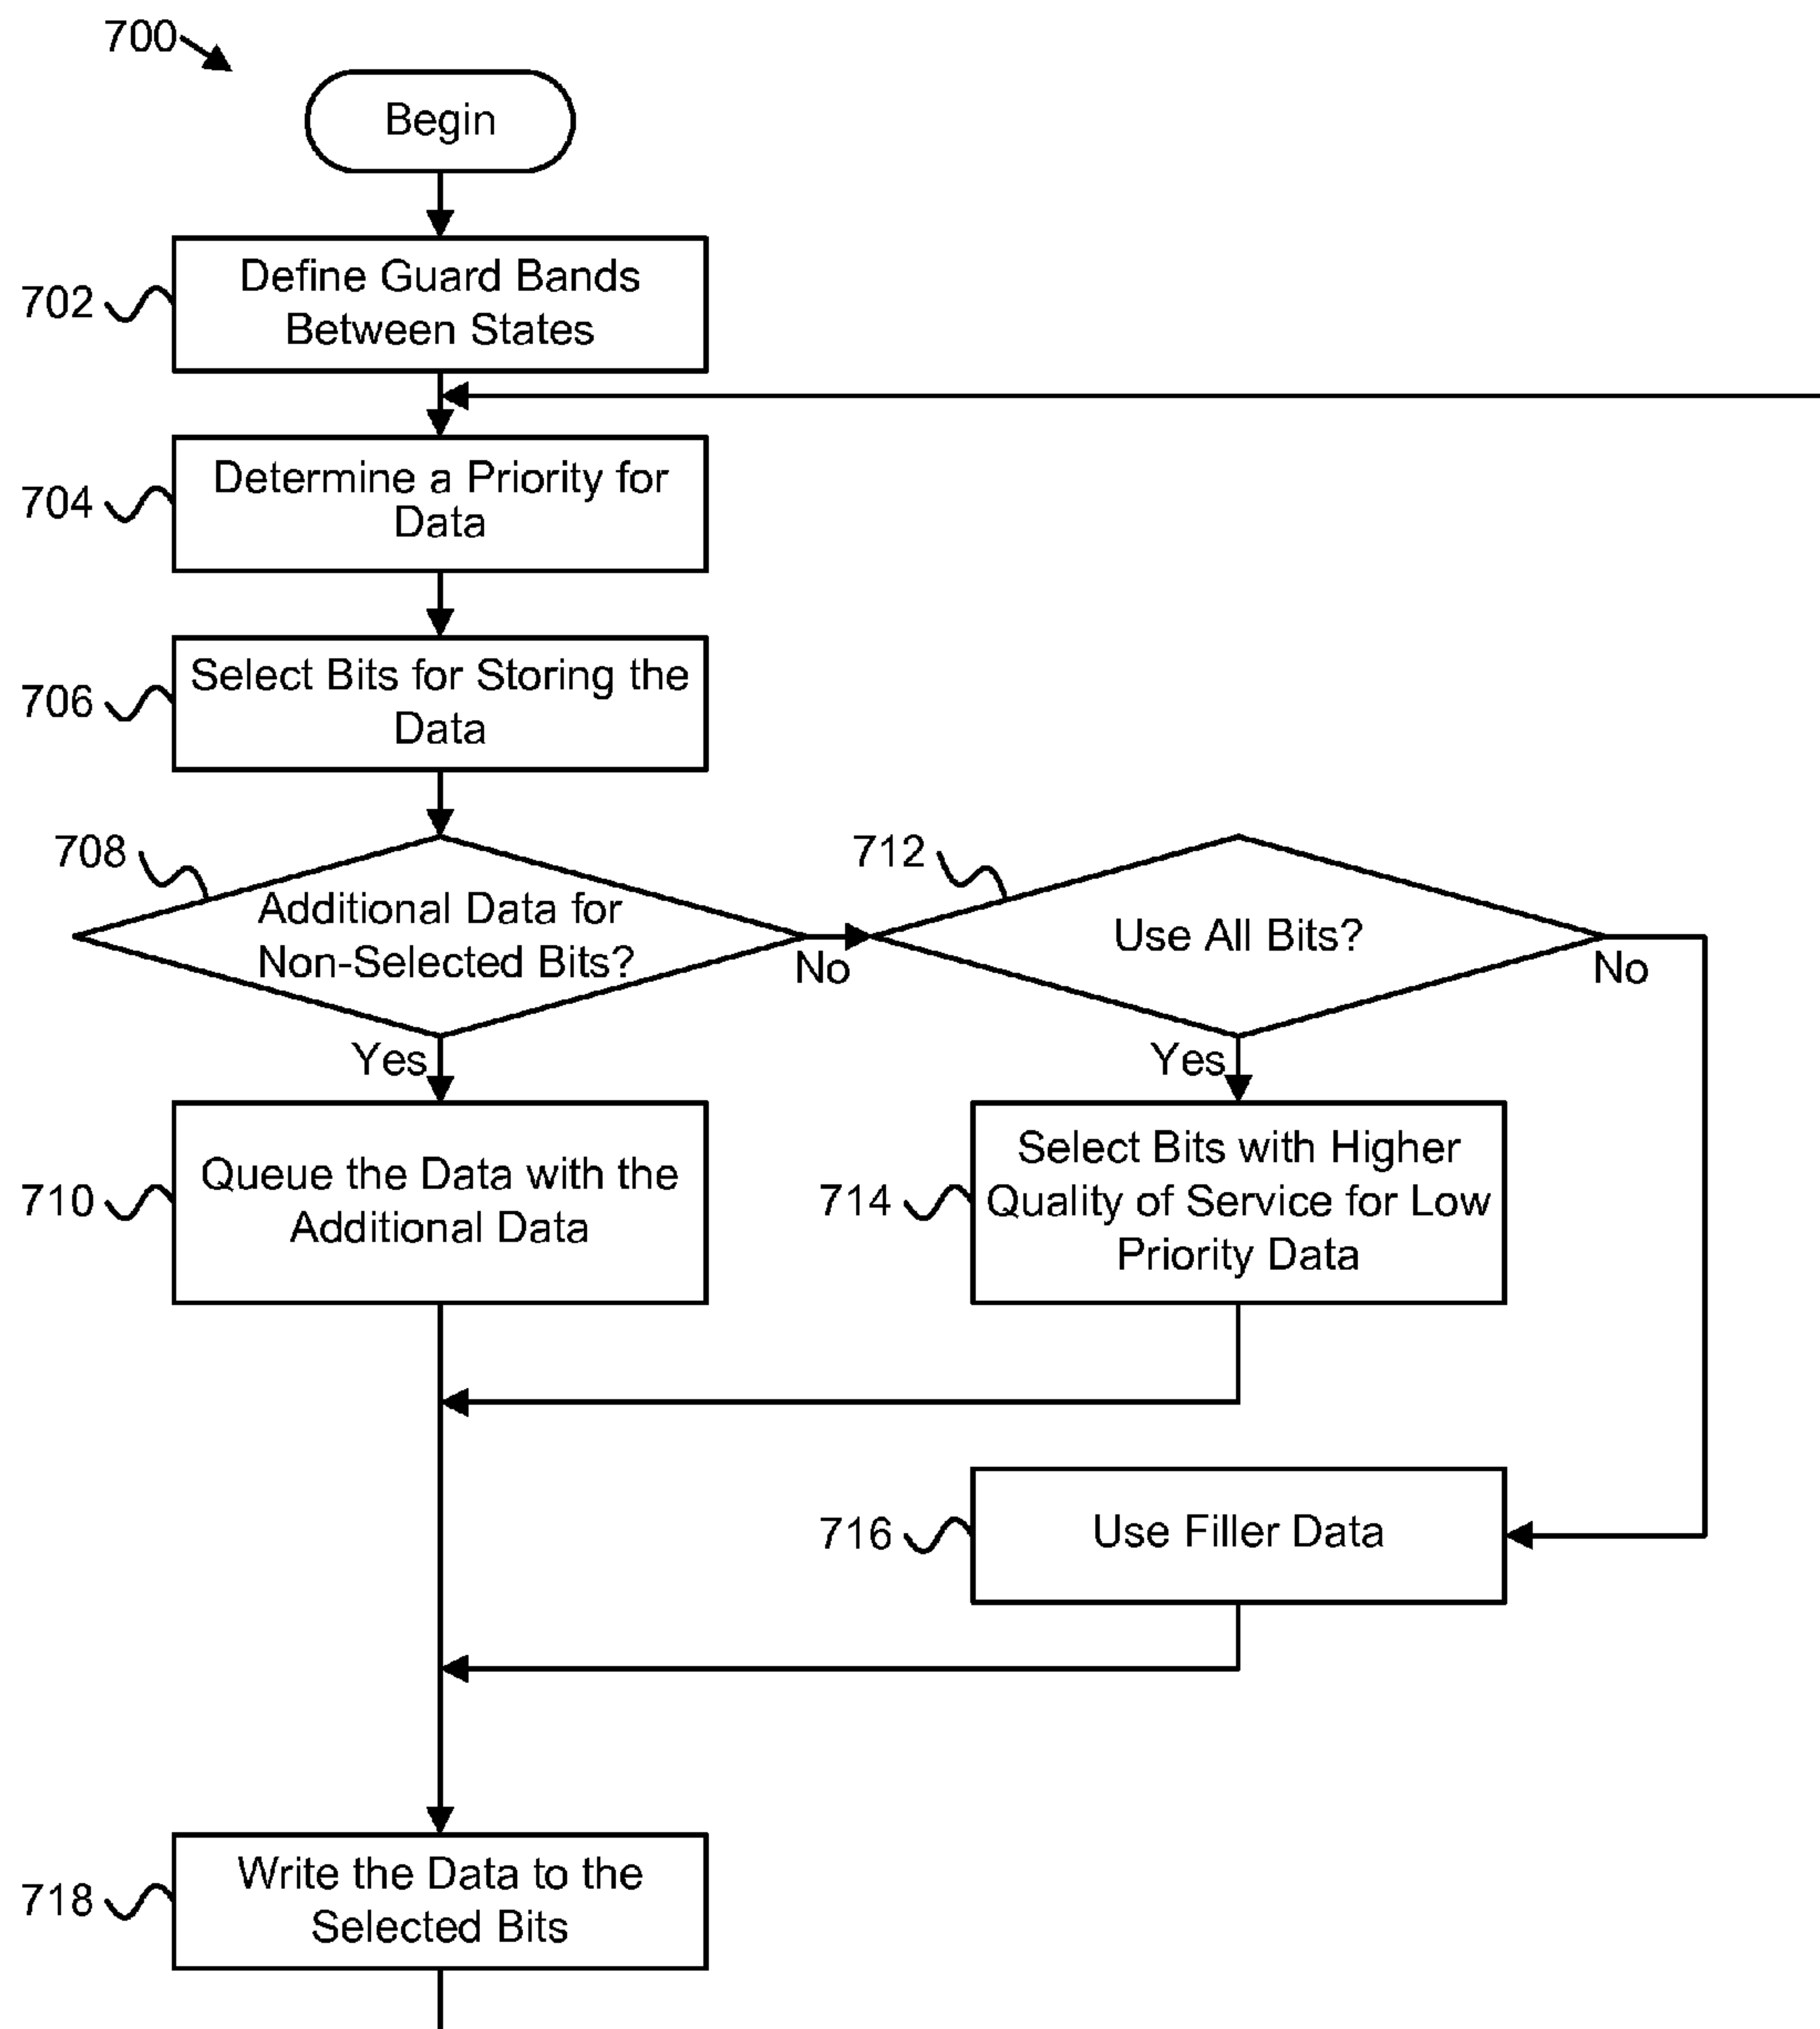 700
Begin
702
Define Guard Bands
Between States
704
Determine a Priority for
Data
706
Select Bits for Storing the
Data
708
Additional Data for
Non-Selected Bits?
No
Yes
712
Use All Bits?
No
Yes
710
Queue the Data with the
Additional Data
714
Select Bits with Higher
Quality of Service for Low
Priority Data
716
Use Filler Data
718
Write the Data to the
Selected Bits